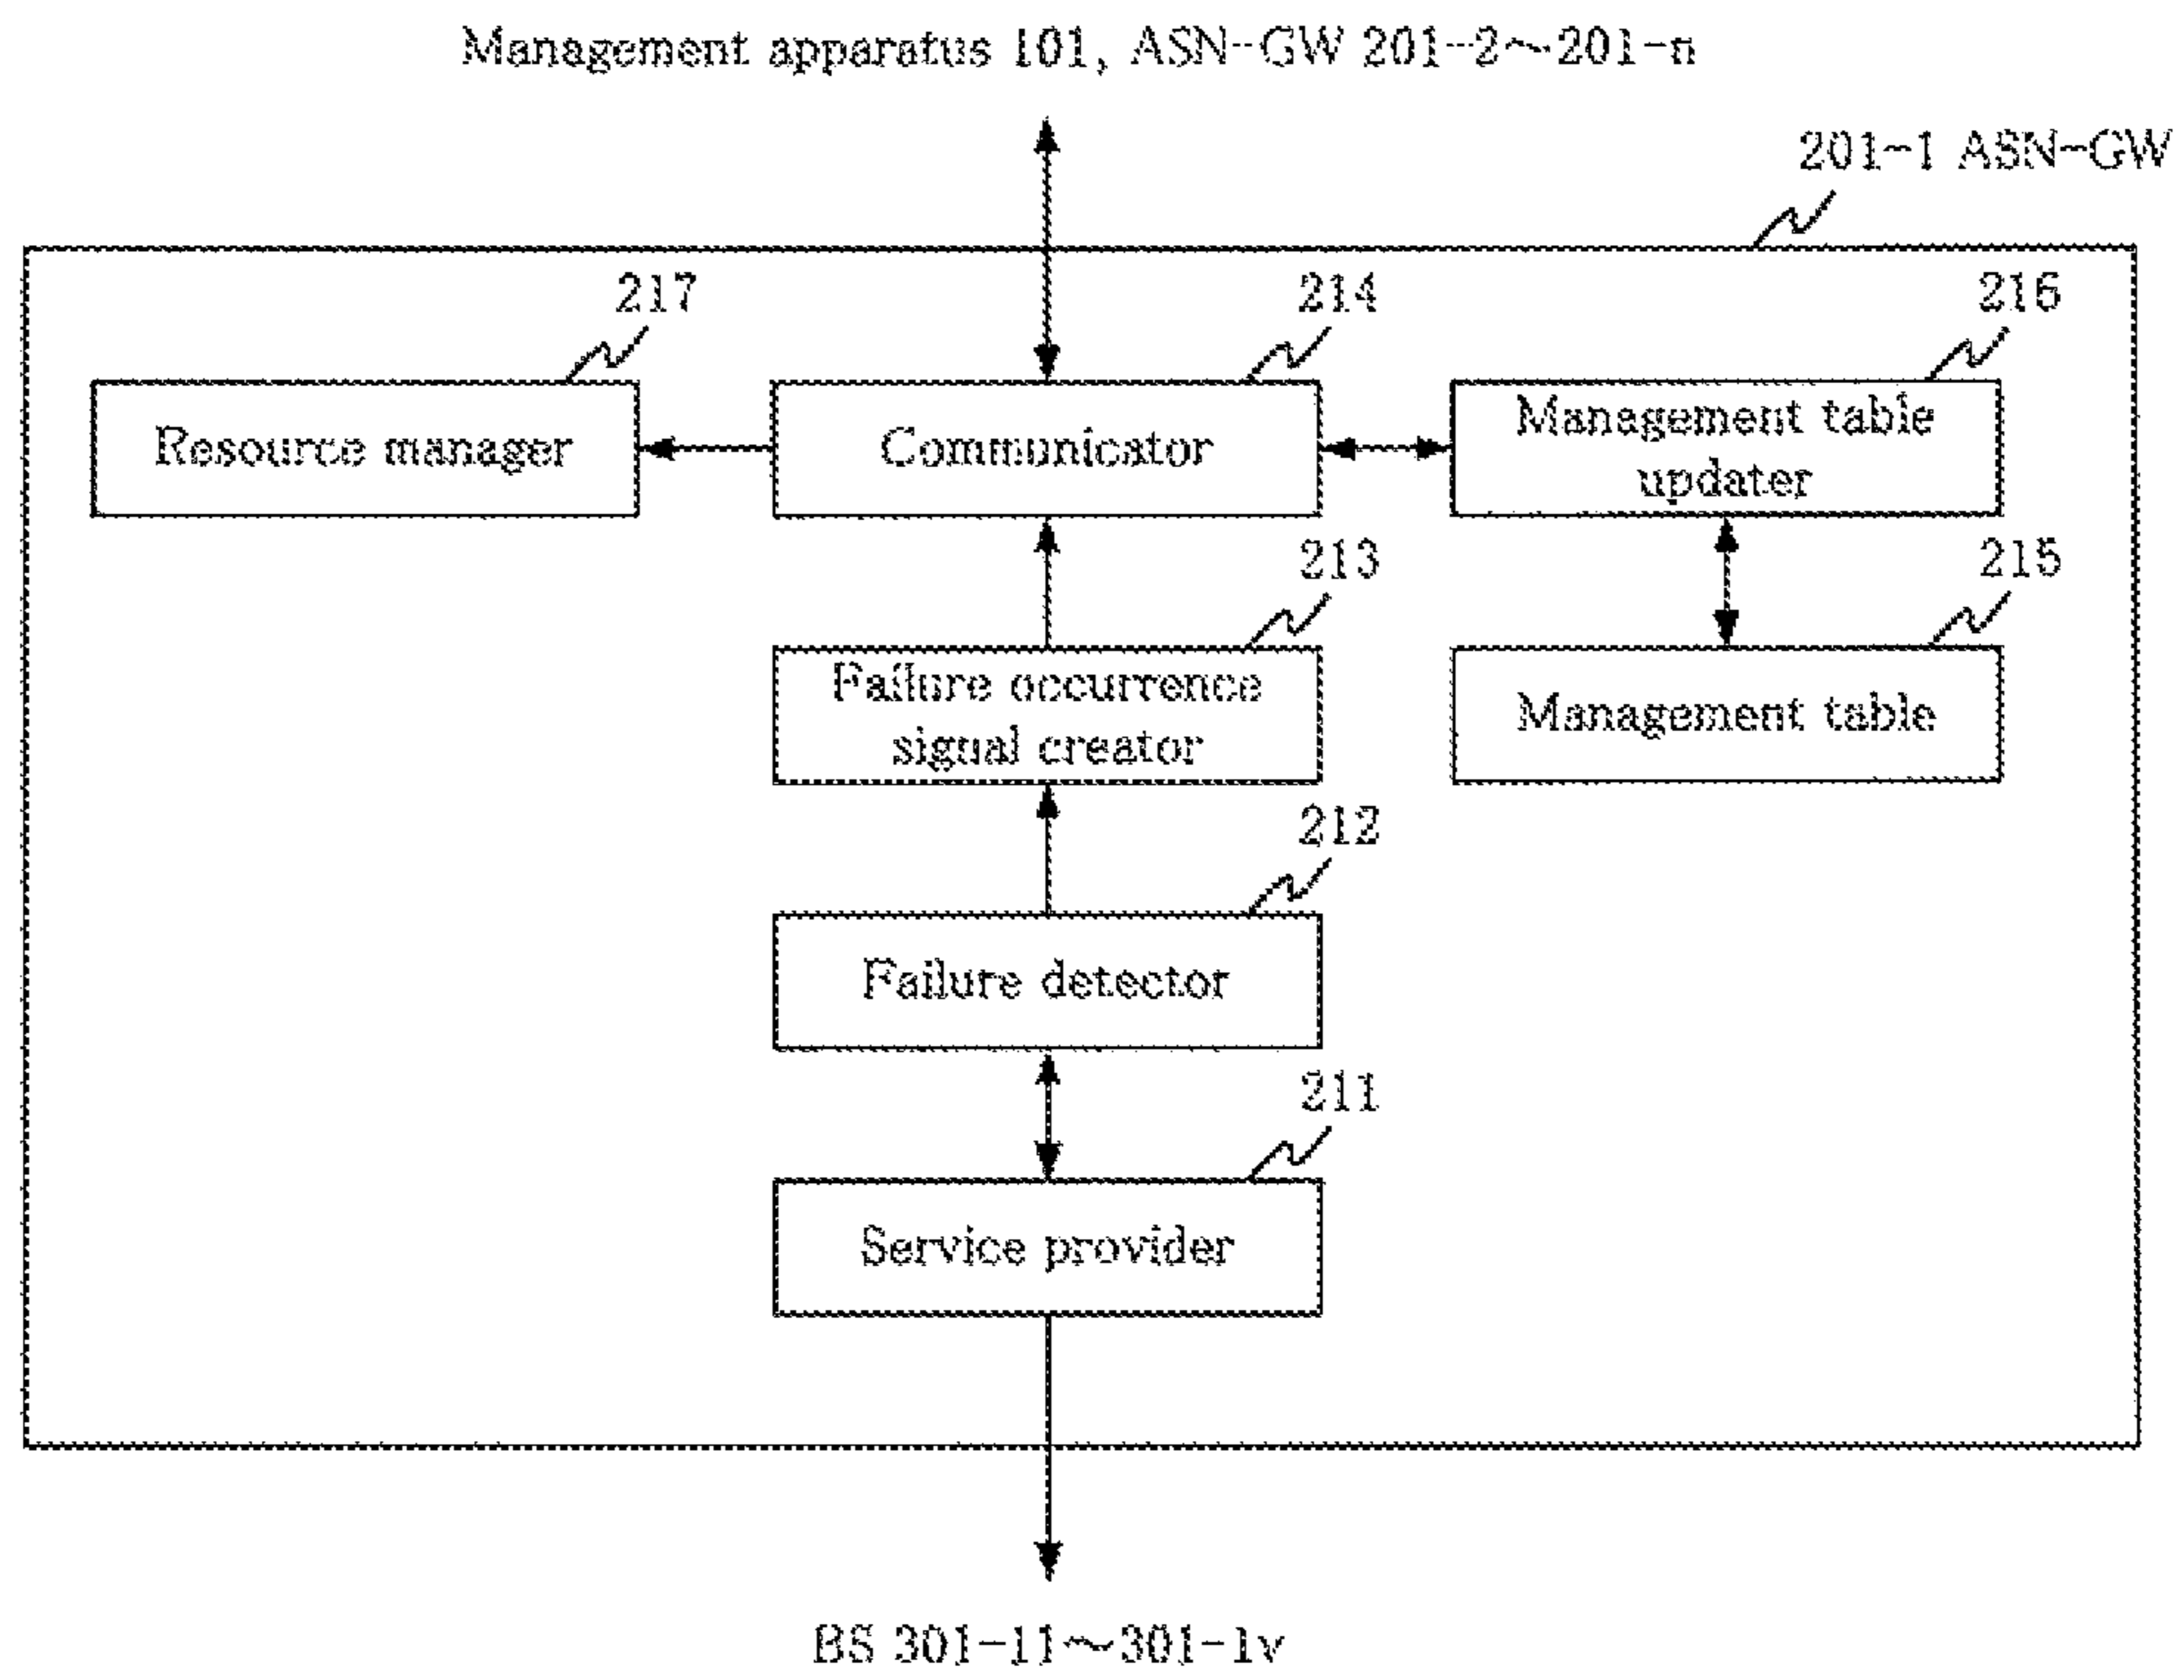 Management apparatus 101, ASN-GW 201-2～201-n
201-1 ASN-GW
217
214
216
Resource manager
Communicator
Management table
updater
213
215
Failure occurrence
signal creator
Management table
212
Failure detector
211
Service provider
BS 301-11～301-1v